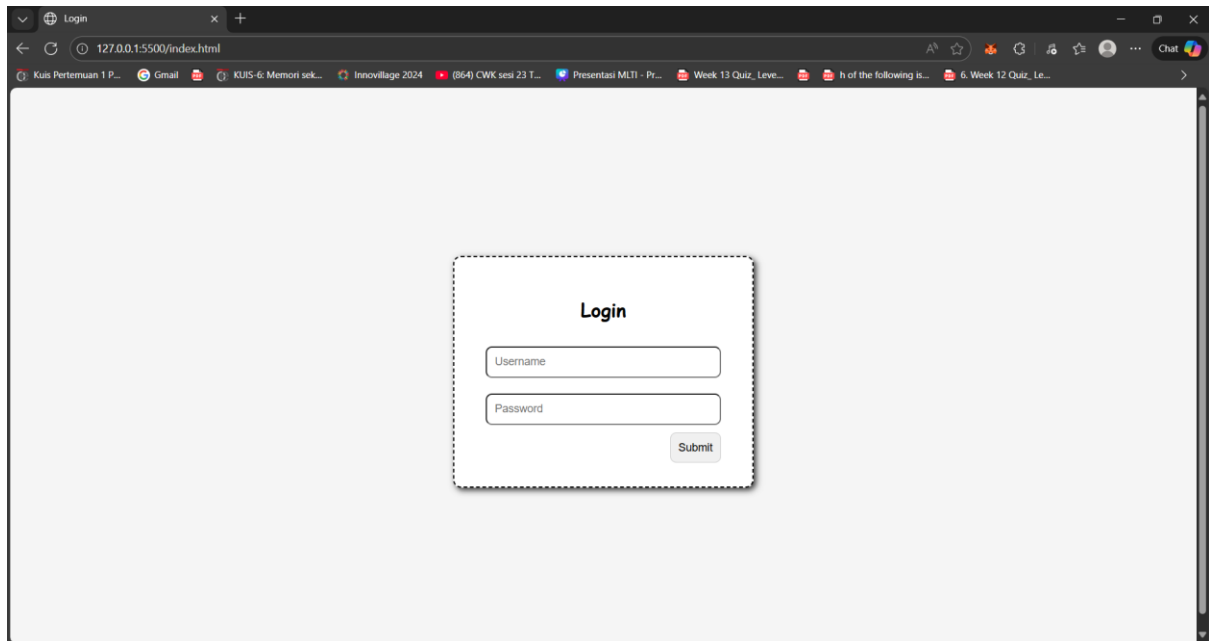 Login
127.0.0.1:5500/index.html
Chat
Kuis Pertemuan 1 P... Gmail KUIS-6: Memori sek... Innovillage 2024 (864) CWK sesi 23 T... Presentasi MLTI - Pr... Week 13 Quiz_ Leve... h of the following is... 6. Week 12 Quiz_ Le...
Login
Username
Password
Submit